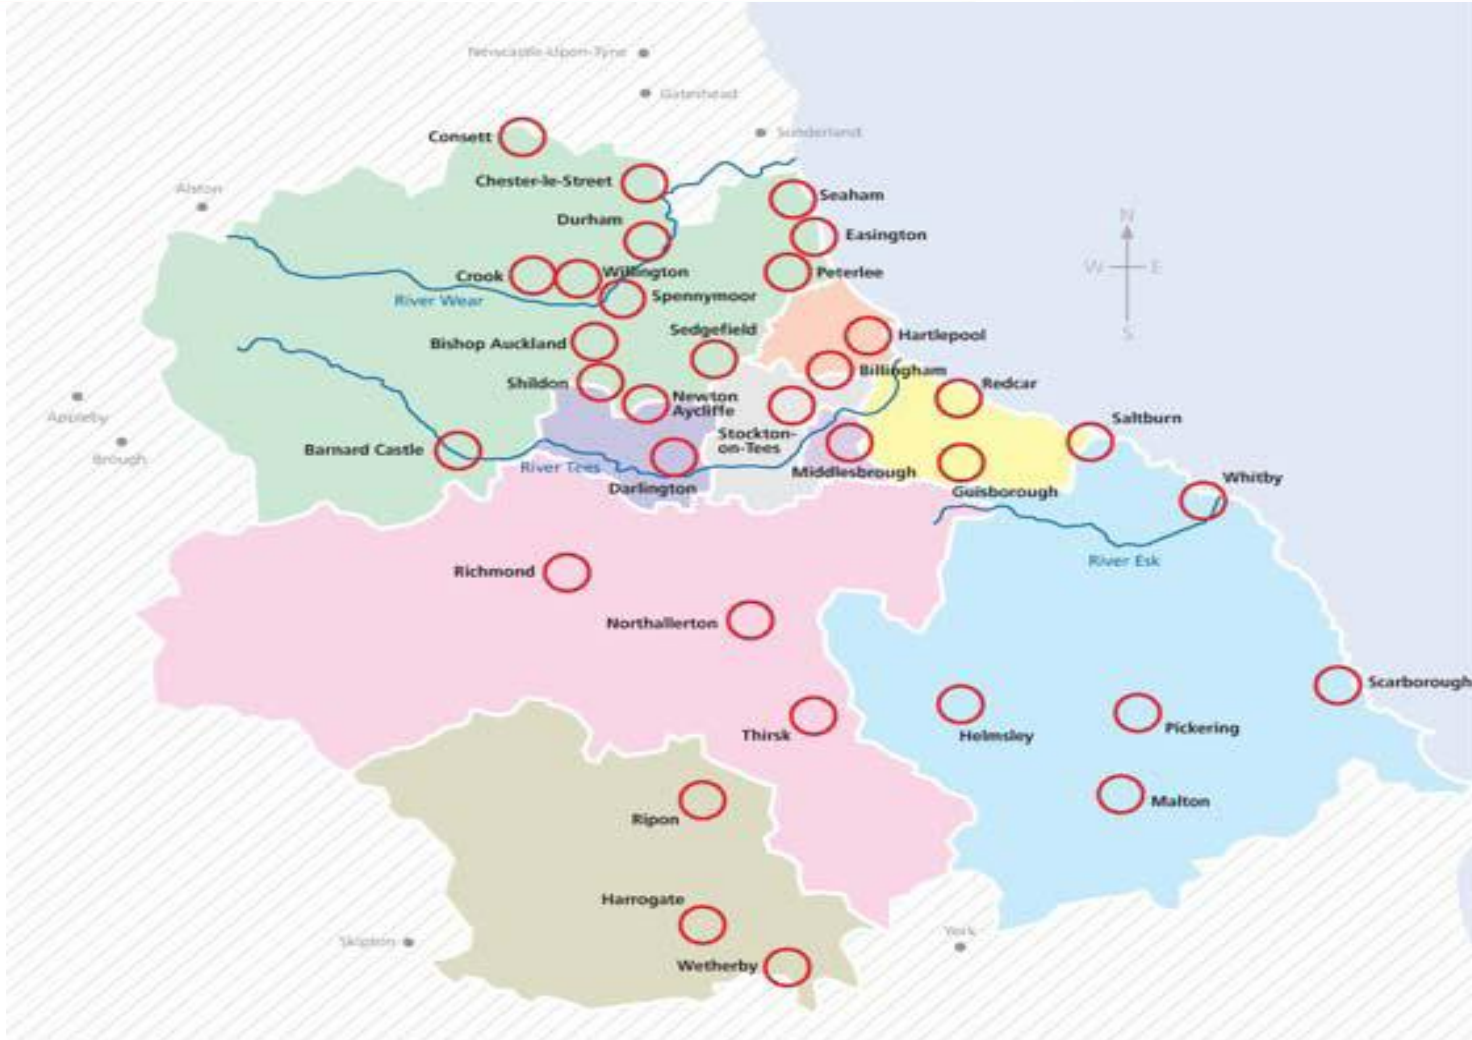 Newcastle-Upon-Tyne
Gateshead
Sunderland
Consett
Chester-le-Street
Alston
Seaham
Durham
Easington
N
W
E
S
Crook
Willington
Peterlee
River Wear
Spennymoor
Sedgefield
Hartlepool
Bishop Auckland
Billingham
Shildon
Redcar
Newton
Aycliffe
Appleby
Saltburn
Stockton-
on-Tees
Brough
Barnard Castle
River Tees
Middlesbrough
Whitby
Darlington
Guisborough
River Esk
Richmond
Northallerton
Scarborough
Thirsk
Helmsley
Pickering
Malton
Ripon
Harrogate
Skipton
York
Wetherby